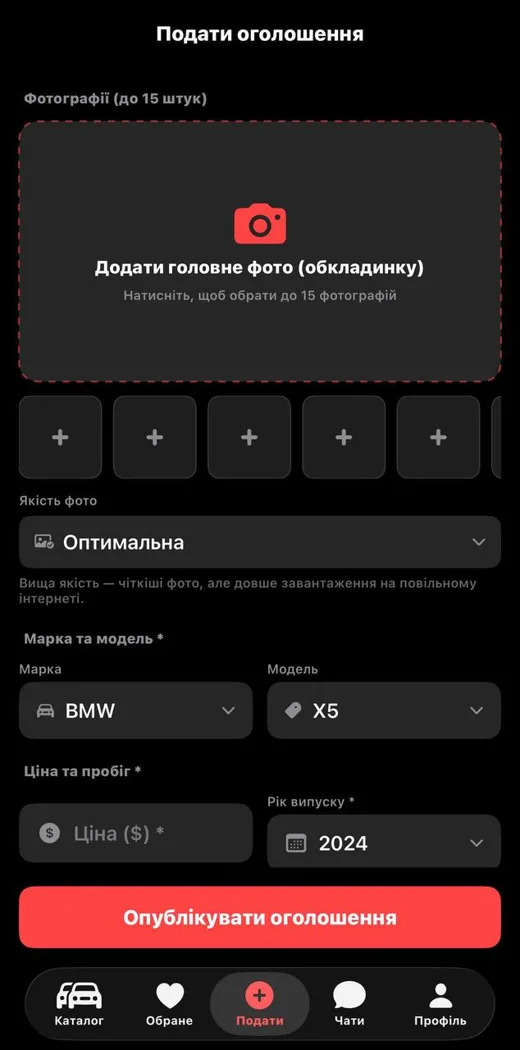 Подати оголошення
Фотографії (до 15 штук)
Додати головне фото (обкладинку)
Натисніть, щоб обрати до 15 фотографій
Якість фото
Оптимальна
Вища якість — чіткіші фото, але довше завантаження на повільному
інтернеті.
Марка та модель *
Марка
Модель
BMW
X5
Ціна та пробіг *
Рік випуску *
Ціна ($) *
2024
Опублікувати оголошення
Каталог
Обране
Подати
Чати
Профіль